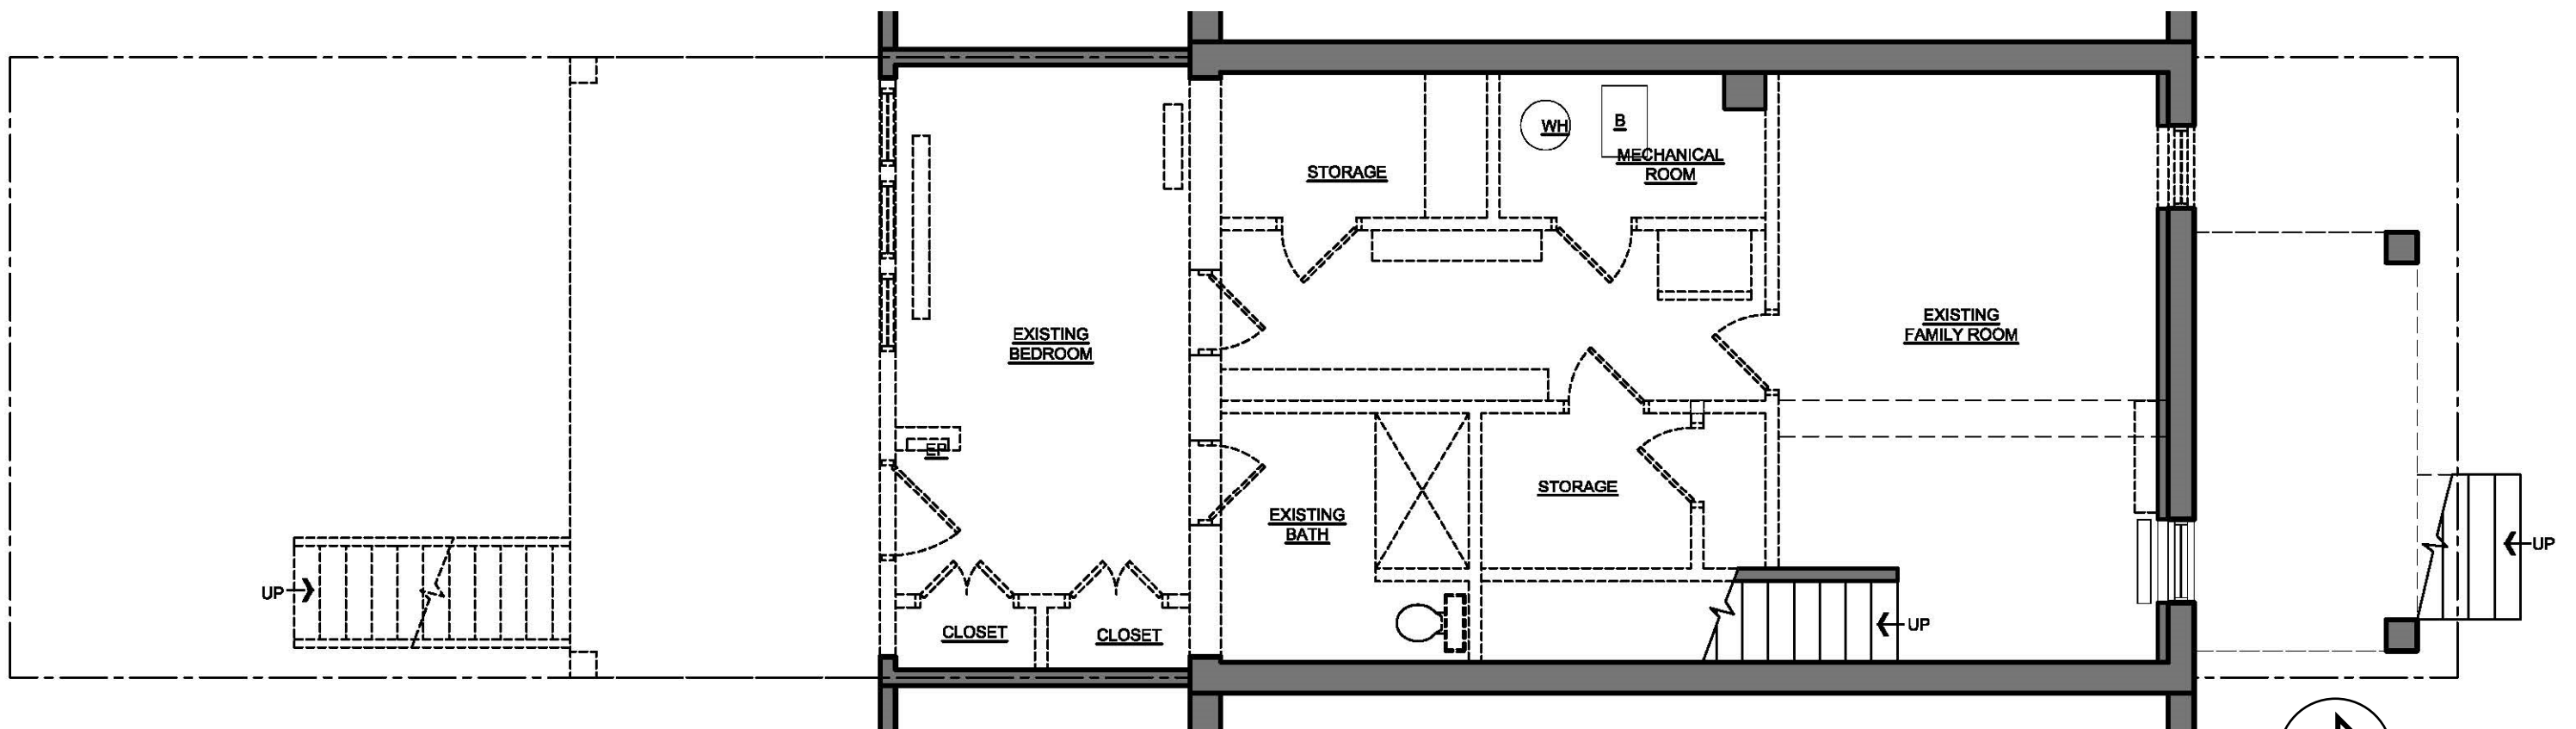 WH
B
MECHANICAL
ROOM
STORAGE
EXISTING
FAMILY ROOM
EXISTING
BEDROOM
EP
STORAGE
EXISTING
BATH
UP
UP
UP
CLOSET
CLOSET